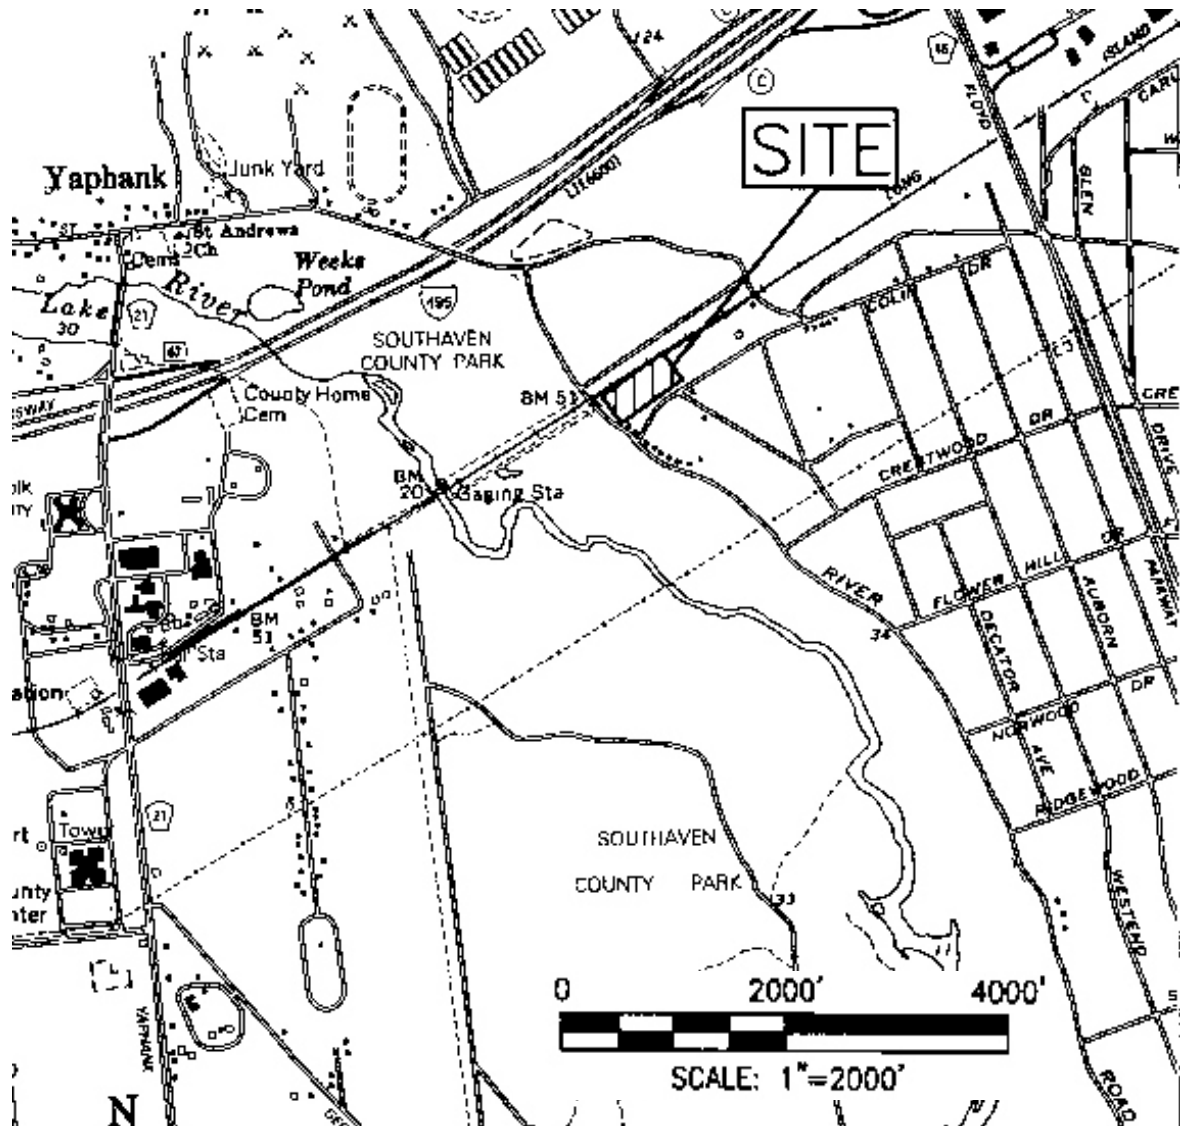 124
C
16
ISLAND
FLOYD
SITE
LONG
GLEN
Junk Yard
Yaphank
ST
St Andrews
Ch
Cem
River
Weeks
Pond
Lake
30
21
495
COLIN DR
SOUTHAVEN
COUNTY PARK
BM 51
County Home
Cem
CRESTWOOD DR
DRIVE
BM
20
Gaging Sta
RIVER
FLOWER HILL DR
PARKWAY
34
DECATOR
AVE
AUBORN
BM
51
Sta
NORWOOD DR
RIDGEWOOD
21
Town
SOUTHAVEN
COUNTY PARK
33
WESTEND
YAPHANK
0 2000' 4000'
SCALE: 1"=2000'
ROAD
N